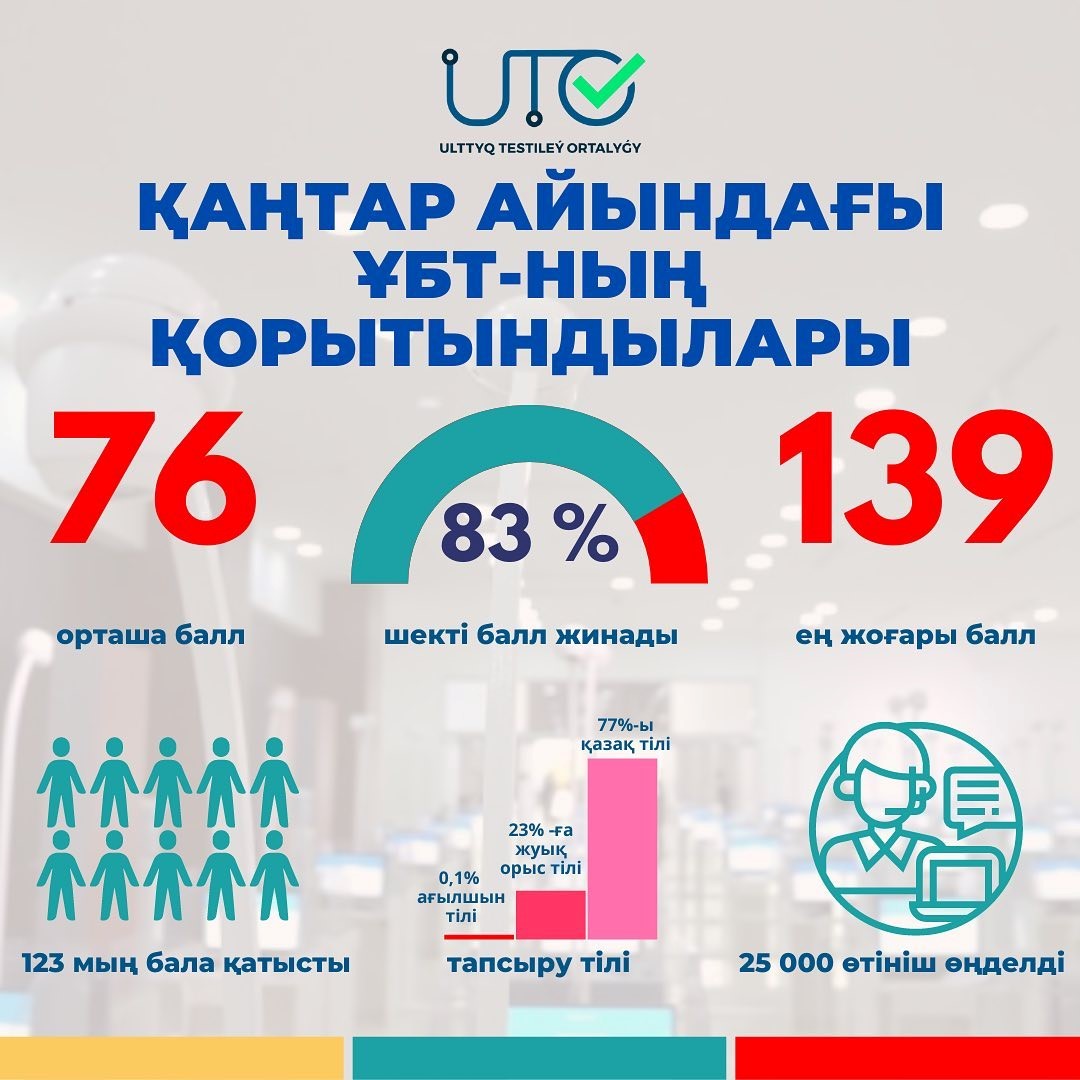 UTO
ULTTYQ TESTILEÝ ORTALYǴY
ҚАҢТАР АЙЫНДАҒЫ
ҰБТ-НЫҢ
ҚОРЫТЫНДЫЛАРЫ
76
орташа балл
83 %
шекті балл жинады
139
ең жоғары балл
123 мың бала қатысты
0,1%
ағылшын
тілі
23% -ға
жуық
орыс тілі
77%-ы
қазақ тілі
тапсыру тілі
25 000 өтініш өңделді